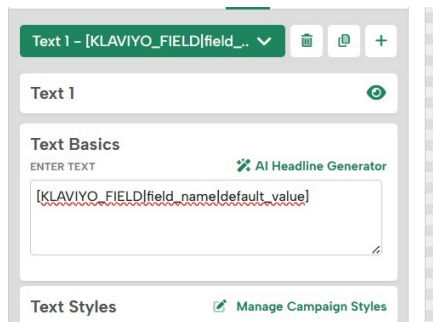 Text 1 – [KLAVIYO_FIELD|field_..
Text 1
Text Basics
ENTER TEXT
AI Headline Generator
[KLAVIYO_FIELD|field_name|default_value]
Text Styles
Manage Campaign Styles